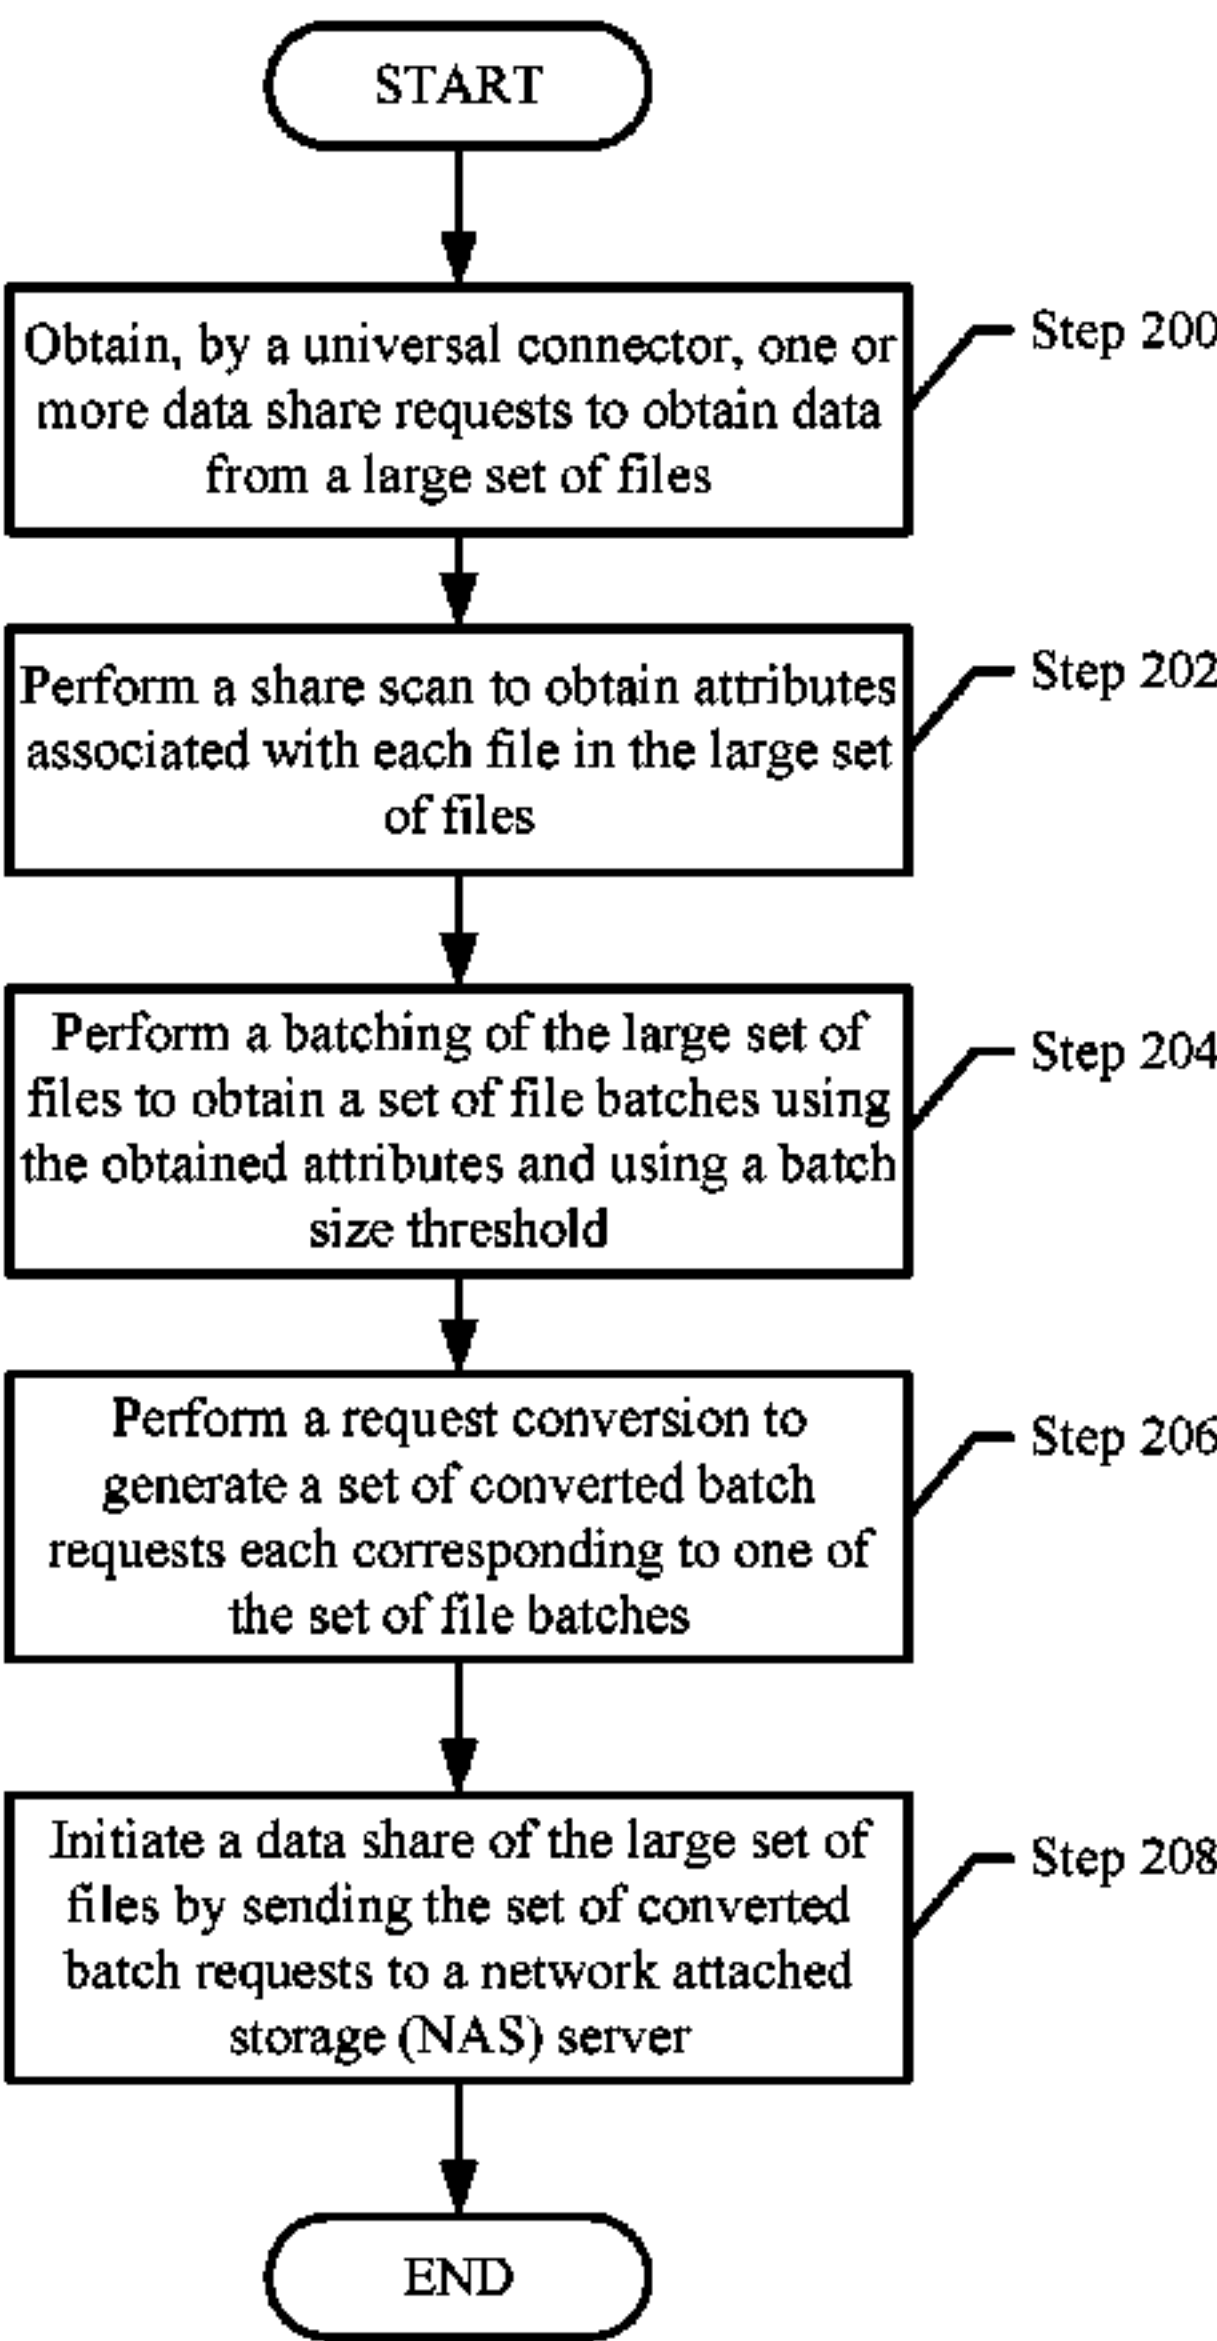 START
Obtain, by a universal connector, one or
more data share requests to obtain data
from a large set of files
Step 200
Perform a share scan to obtain attributes
associated with each file in the large set
of files
Step 202
Perform a batching of the large set of
files to obtain a set of file batches using
the obtained attributes and using a batch
size threshold
Step 204
Perform a request conversion to
generate a set of converted batch
requests each corresponding to one of
the set of file batches
Step 206
Initiate a data share of the large set of
files by sending the set of converted
batch requests to a network attached
storage (NAS) server
Step 208
END